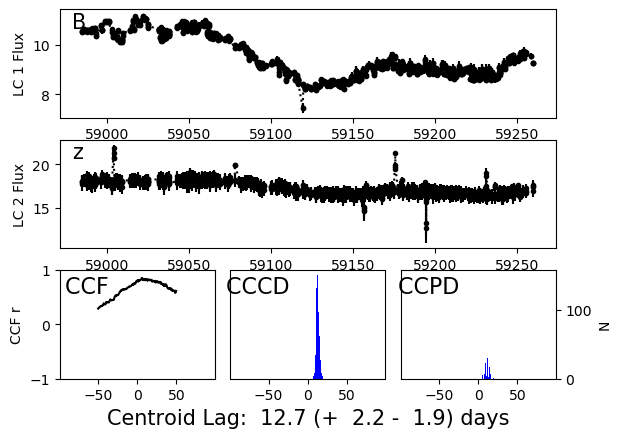 B
LC 1 Flux
10
8
59000 59050 59100 59150 59200 59250
z
LC 2 Flux
20
15
59000 59050 59100 59150 59200 59250
CCF CCCD CCPD
CCF r
1
0
−1
100
0
N
−50 0 50 −50 0 50 −50 0 50
Centroid Lag: 12.7 (+ 2.2 - 1.9) days